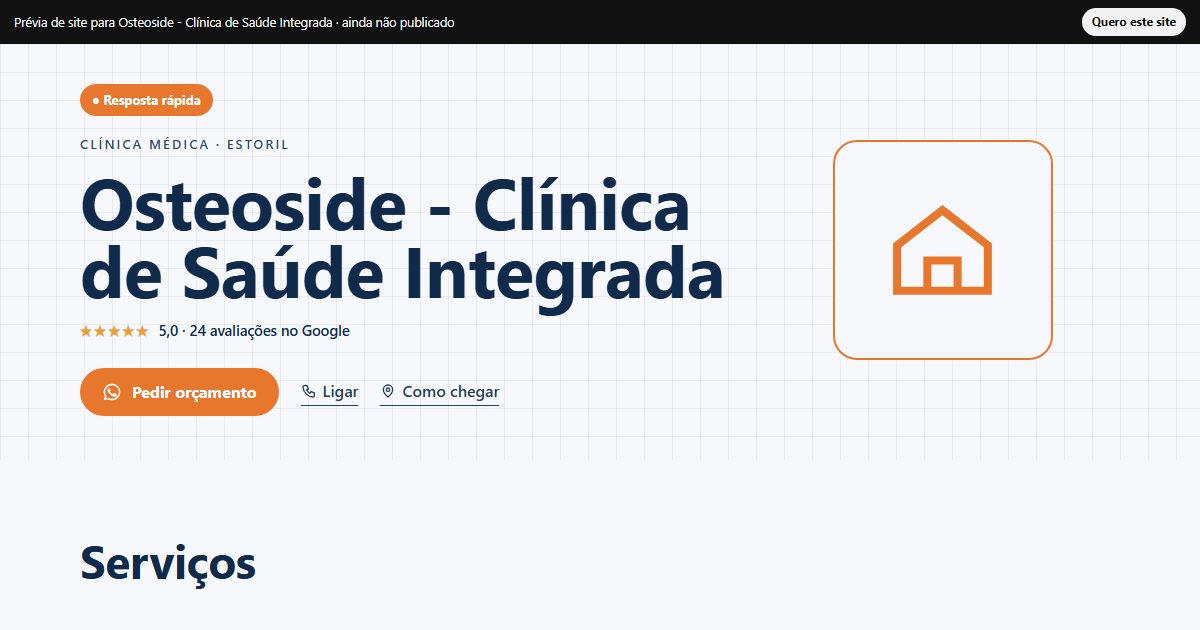 Prévia de site para Osteoside - Clínica de Saúde Integrada · ainda não publicado
Quero este site
Resposta rápida
CLÍNICA MÉDICA · ESTORIL
Osteoside - Clínica
de Saúde Integrada
★★★★★ 5,0 · 24 avaliações no Google
Pedir orçamento
Ligar
Como chegar
Serviços